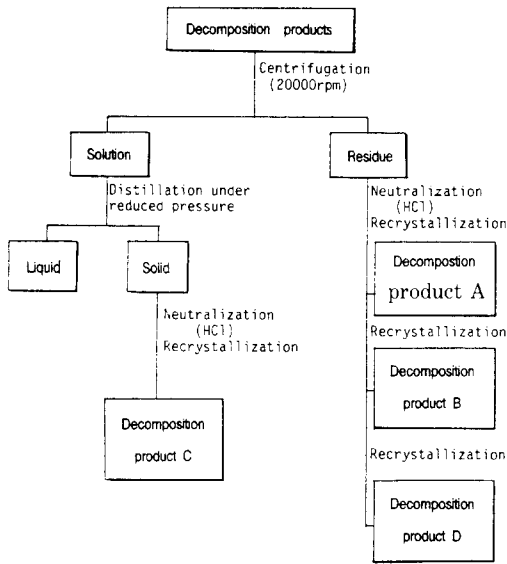 Decomposition products
Centrifugation
(20000rpm)
Solution
Residue
Distillation under
reduced pressure
Neutralization
(HCl)
Recrystallization
Liquid
Solid
Decompostion
product A
Neutralization
(HCl)
Recrystallization
Recrystallization
Decomposition
product B
Decomposition
product C
Recrystallization
Decomposition
product D